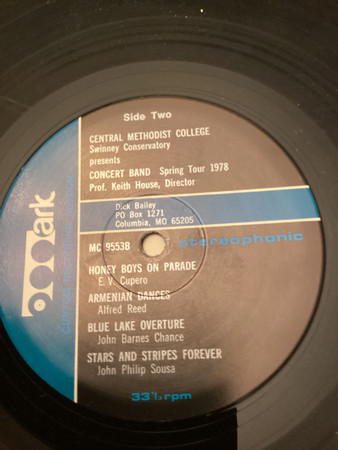 Side Two
CENTRAL METHODIST COLLEGE
Swinney Conservatory
presents
CONCERT BAND Spring Tour 1978
Prof. Keith House, Director
Dick Bailey
PO Box 1271
Columbia, MO 65205
mark
MC 9553B
stereophonic
HONEY BOYS ON PARADE
E. V. Cupero
ARMENIAN DANCES
Alfred Reed
BLUE LAKE OVERTURE
John Barnes Chance
STARS AND STRIPES FOREVER
John Philip Sousa
33⅓ rpm